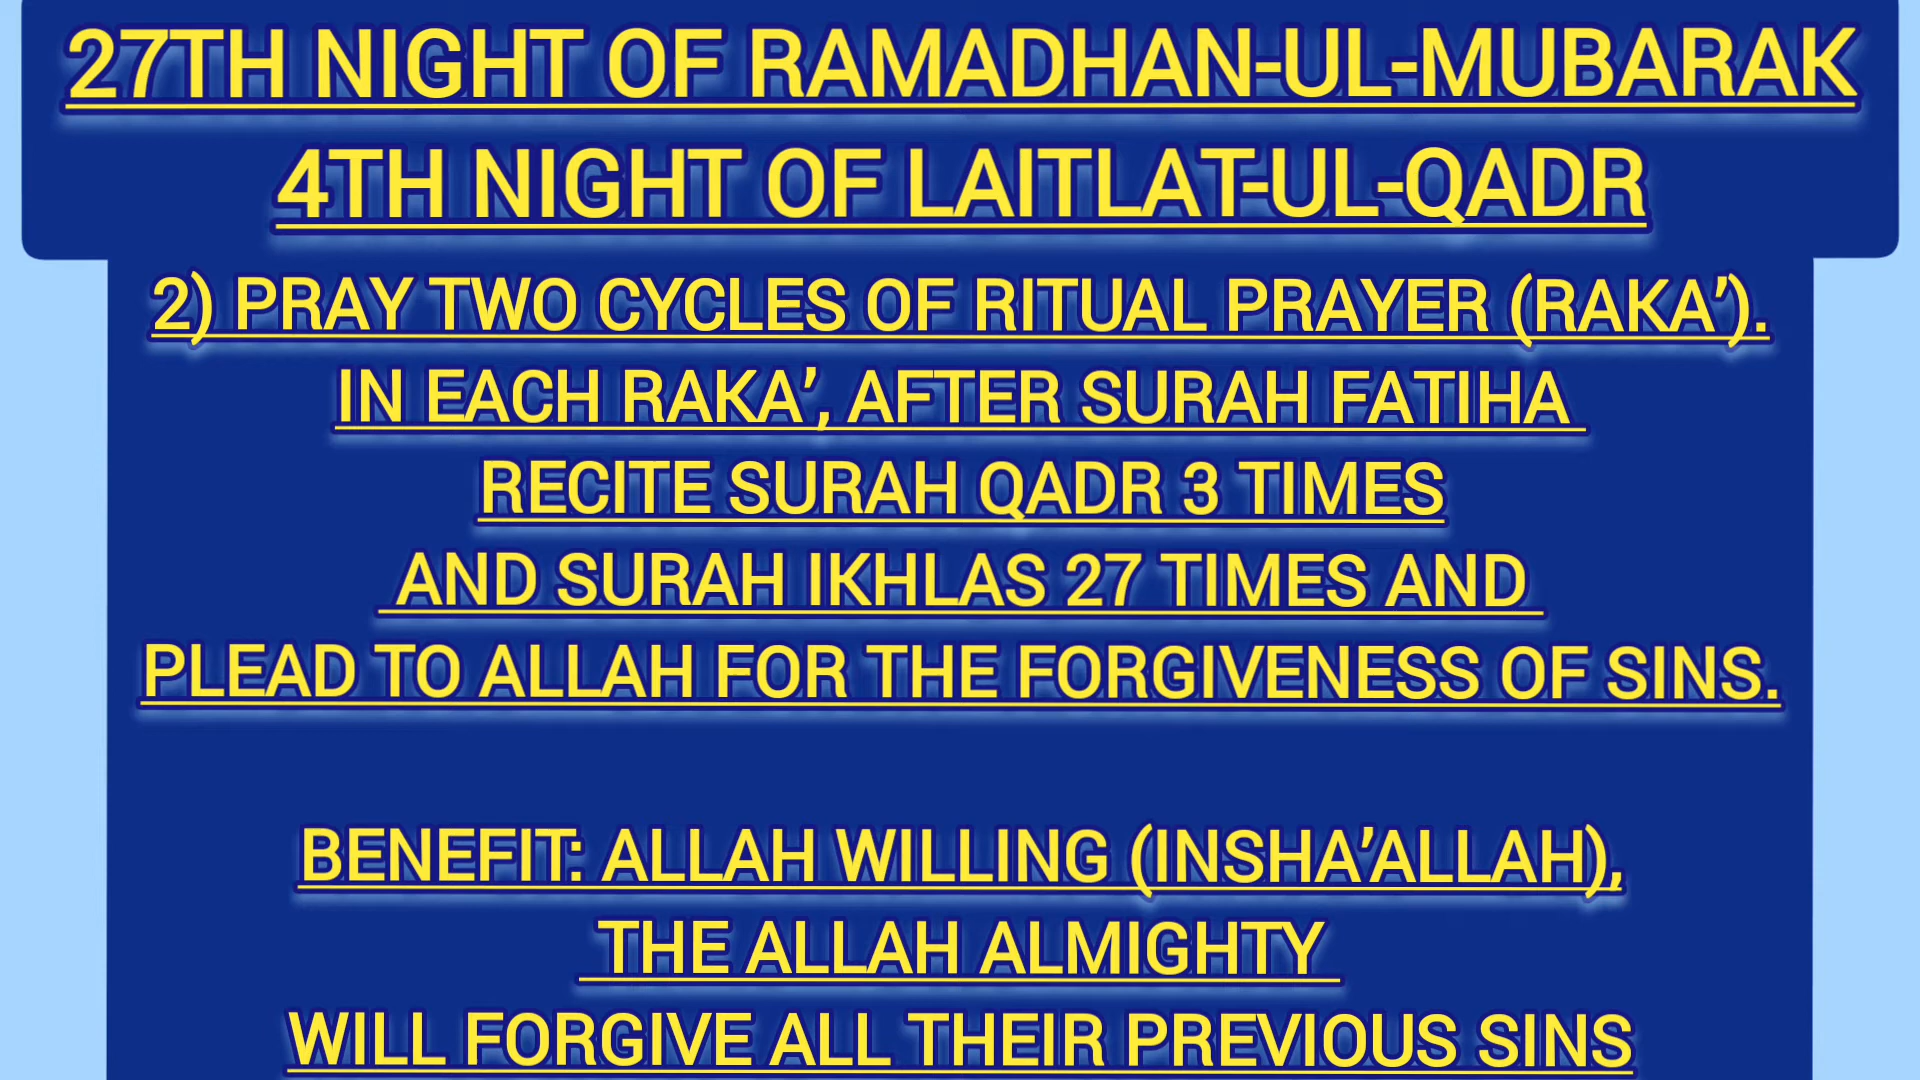 27TH NIGHT OF RAMADHAN-UL-MUBARAK
4TH NIGHT OF LAITLAT-UL-QADR
2) PRAY TWO CYCLES OF RITUAL PRAYER (RAKA’).
IN EACH RAKA’, AFTER SURAH FATIHA
RECITE SURAH QADR 3 TIMES
AND SURAH IKHLAS 27 TIMES AND
PLEAD TO ALLAH FOR THE FORGIVENESS OF SINS.
BENEFIT: ALLAH WILLING (INSHA’ALLAH),
THE ALLAH ALMIGHTY
WILL FORGIVE ALL THEIR PREVIOUS SINS